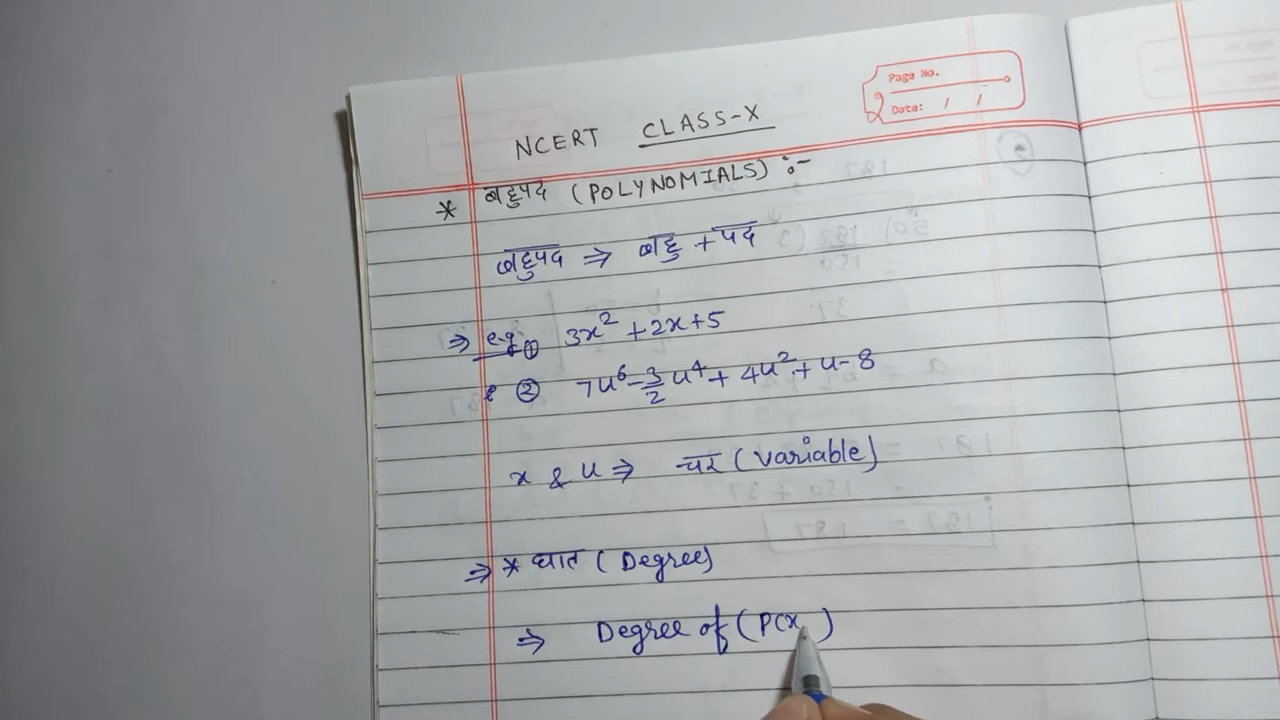 Page No.
Date: / /
NCERT CLASS-X
* बहुपद (POLYNOMIALS) :-
बहुपद ⇒ बहु + पद
⇒ e.g. ① 3x² + 2x + 5
② 7u⁶ - 3/2 u⁴ + 4u² + u - 8
x & u ⇒ चर (variable)
⇒ * घात (Degree)
⇒ Degree of (P(x )